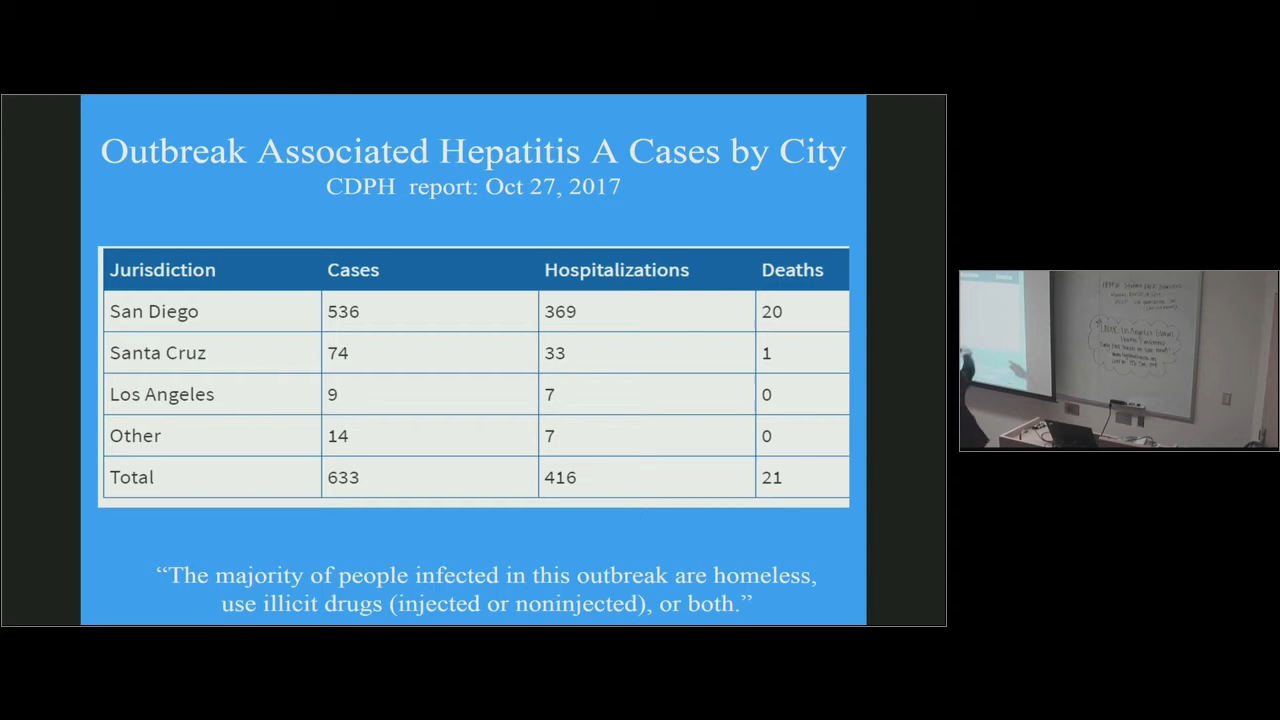 Outbreak Associated Hepatitis A Cases by City
CDPH report: Oct 27, 2017
Jurisdiction Cases Hospitalizations Deaths
San Diego 536 369 20
Santa Cruz 74 33 1
Los Angeles 9 7 0
Other 14 7 0
Total 633 416 21
“The majority of people infected in this outbreak are homeless,
use illicit drugs (injected or noninjected), or both.”